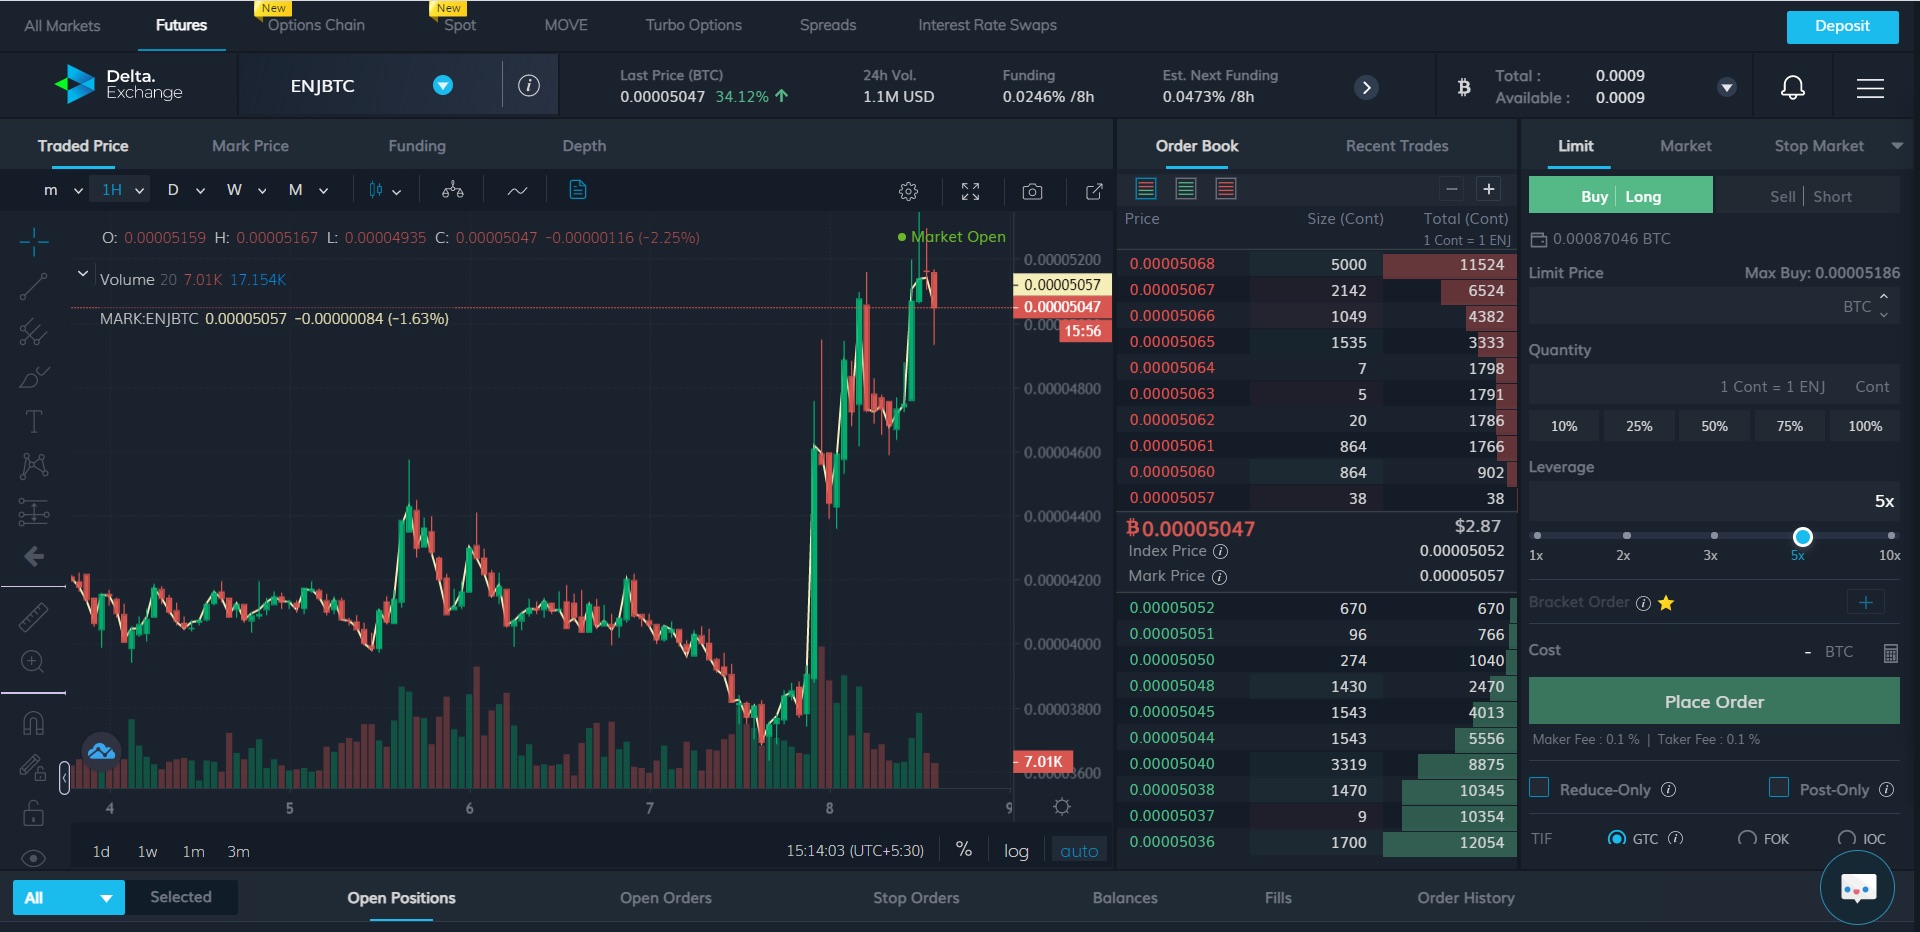 All Markets
Futures
New
Options Chain
New
Spot
MOVE
Turbo Options
Spreads
Interest Rate Swaps
Deposit
Delta.
Exchange
ENJBTC
Last Price (BTC)
0.00005047 34.12%
24h Vol.
1.1M USD
Funding
0.0246% /8h
Est. Next Funding
0.0473% /8h
Total : 0.0009
Available : 0.0009
Traded Price
Mark Price
Funding
Depth
m 1H D W M
O: 0.00005159 H: 0.00005167 L: 0.00004935 C: 0.00005047 -0.00000116 (-2.25%)
Market Open
Volume 20 7.01K 17.154K
MARK:ENJBTC 0.00005057 -0.00000084 (-1.63%)
0.00005200
0.00005057
0.00005047
15:56
0.00004800
0.00004600
0.00004400
0.00004200
0.00004000
0.00003800
7.01K
4 5 6 7 8 9
1d 1w 1m 3m
15:14:03 (UTC+5:30)
% log auto
Order Book
Recent Trades
Price Size (Cont) Total (Cont)
1 Cont = 1 ENJ
0.00005068 5000 11524
0.00005067 2142 6524
0.00005066 1049 4382
0.00005065 1535 3333
0.00005064 7 1798
0.00005063 5 1791
0.00005062 20 1786
0.00005061 864 1766
0.00005060 864 902
0.00005057 38 38
₿0.00005047 $2.87
Index Price 0.00005052
Mark Price 0.00005057
0.00005052 670 670
0.00005051 96 766
0.00005050 274 1040
0.00005048 1430 2470
0.00005045 1543 4013
0.00005044 1543 5556
0.00005040 3319 8875
0.00005038 1470 10345
0.00005037 9 10354
0.00005036 1700 12054
Limit
Market
Stop Market
Buy | Long
Sell | Short
0.00087046 BTC
Limit Price Max Buy: 0.00005186
BTC
Quantity
1 Cont = 1 ENJ Cont
10% 25% 50% 75% 100%
Leverage
5x
1x 2x 3x 5x 10x
Bracket Order
Cost - BTC
Place Order
Maker Fee : 0.1 % | Taker Fee : 0.1 %
Reduce-Only
Post-Only
TIF GTC FOK IOC
All
Selected
Open Positions
Open Orders
Stop Orders
Balances
Fills
Order History